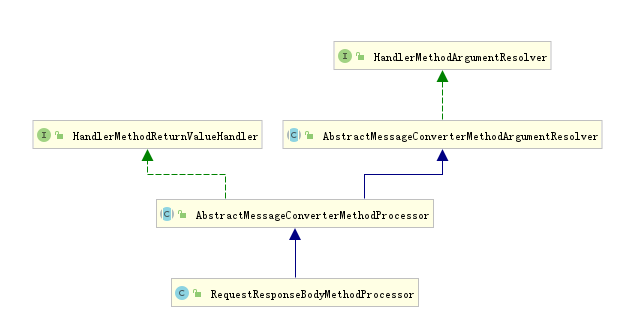 I HandlerMethodArgumentResolver
I HandlerMethodReturnValueHandler
C AbstractMessageConverterMethodArgumentResolver
C AbstractMessageConverterMethodProcessor
C RequestResponseBodyMethodProcessor